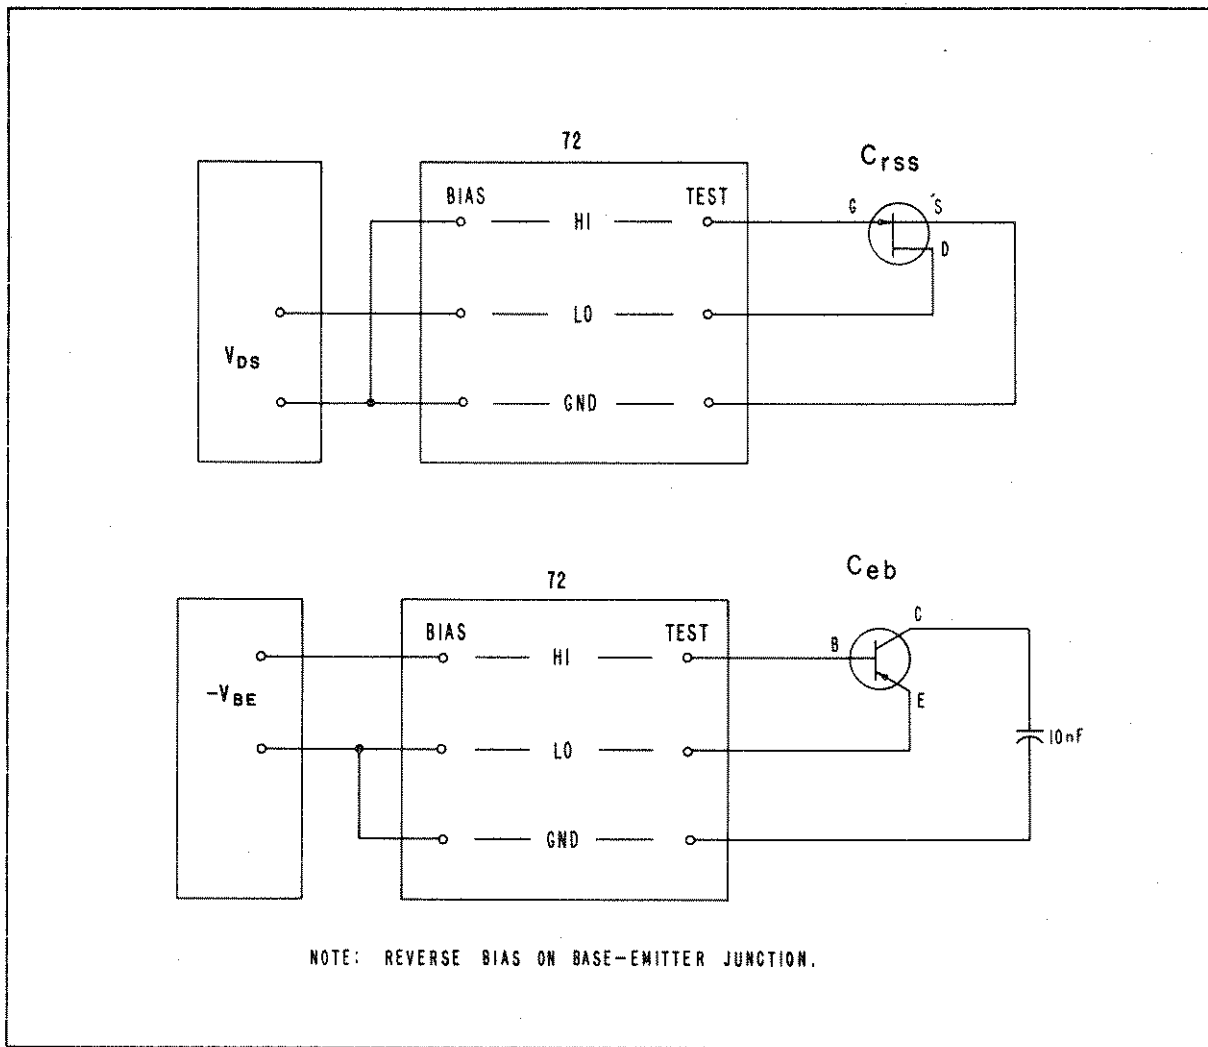 72
Crss
BIAS HI TEST G S
D
LO
VDS
GND
72
Ceb
BIAS HI TEST B C
E
-VBE
LO
10nF
GND
NOTE: REVERSE BIAS ON BASE-EMITTER JUNCTION.